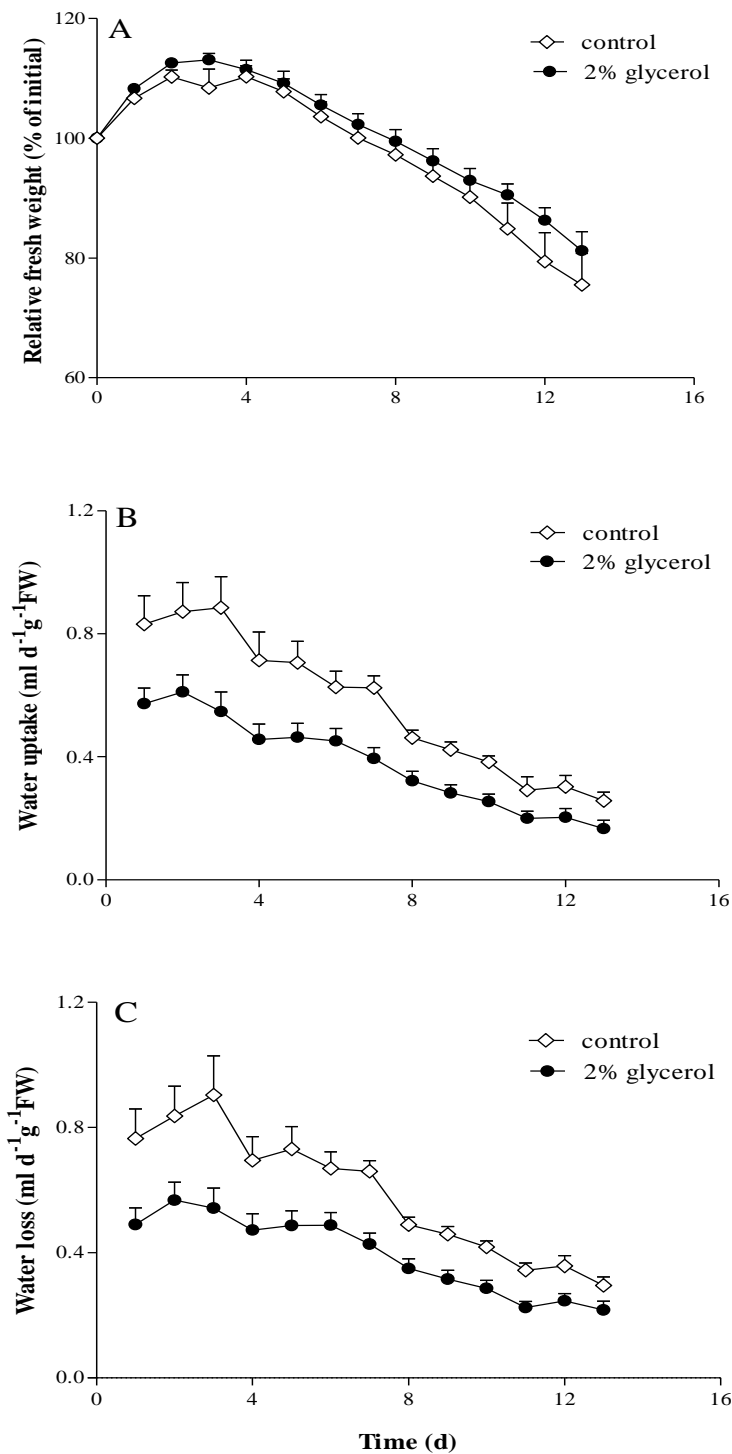 A
control
2% glycerol
Relative fresh weight (% of initial)
120
100
80
60
0
4
8
12
16
B
control
2% glycerol
Water uptake (ml d⁻¹g⁻¹FW)
1.2
0.8
0.4
0.0
0
4
8
12
16
C
control
2% glycerol
Water loss (ml d⁻¹g⁻¹FW)
1.2
0.8
0.4
0.0
0
4
8
12
16
Time (d)